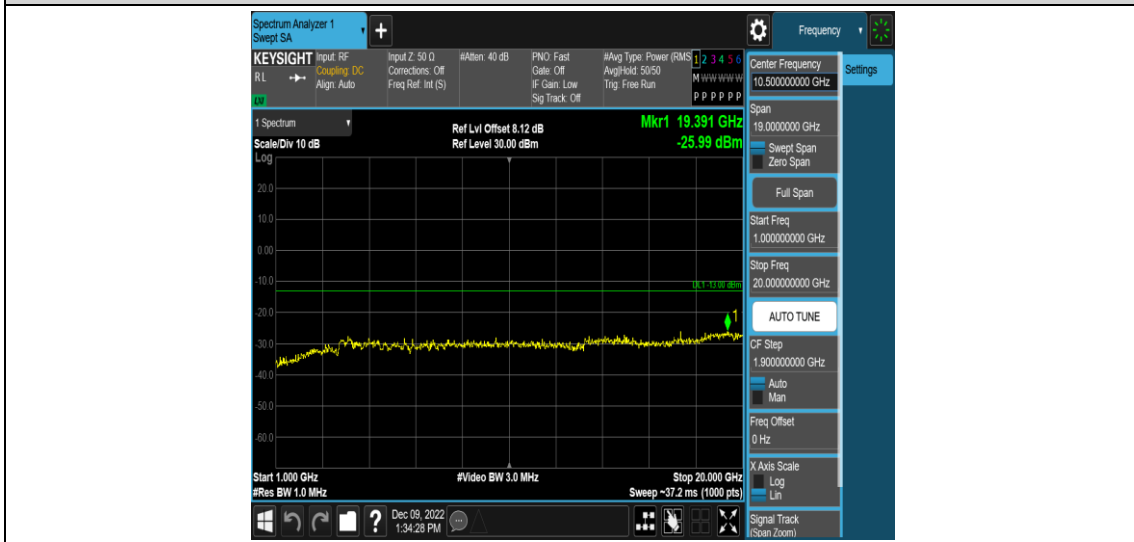 Spectrum Analyzer 1
Swept SA
+
Frequency
KEYSIGHT
RL
Input: RF
Coupling: DC
Align: Auto
Input Z: 50 Ω
Corrections: Off
Freq Ref: Int (S)
#Atten: 40 dB
PNO: Fast
Gate: Off
IF Gain: Low
Sig Track: Off
#Avg Type: Power (RMS
Avg|Hold: 50/50
Trig: Free Run
1 2 3 4 5 6
M W W W W W
P P P P P P
1 Spectrum
Scale/Div 10 dB
Ref Lvl Offset 8.12 dB
Ref Level 30.00 dBm
Mkr1 19.391 GHz
-25.99 dBm
Log
20.0
10.0
0.00
-10.0
-20.0
-30.0
-40.0
-50.0
-60.0
DL1 -13.00 dBm
1
Start 1.000 GHz
#Res BW 1.0 MHz
#Video BW 3.0 MHz
Stop 20.000 GHz
Sweep ~37.2 ms (1000 pts)
?
Dec 09, 2022
1:34:28 PM
Center Frequency
10.500000000 GHz
Settings
Span
19.0000000 GHz
Swept Span
Zero Span
Full Span
Start Freq
1.000000000 GHz
Stop Freq
20.000000000 GHz
AUTO TUNE
CF Step
1.900000000 GHz
Auto
Man
Freq Offset
0 Hz
X Axis Scale
Log
Lin
Signal Track
(Span Zoom)